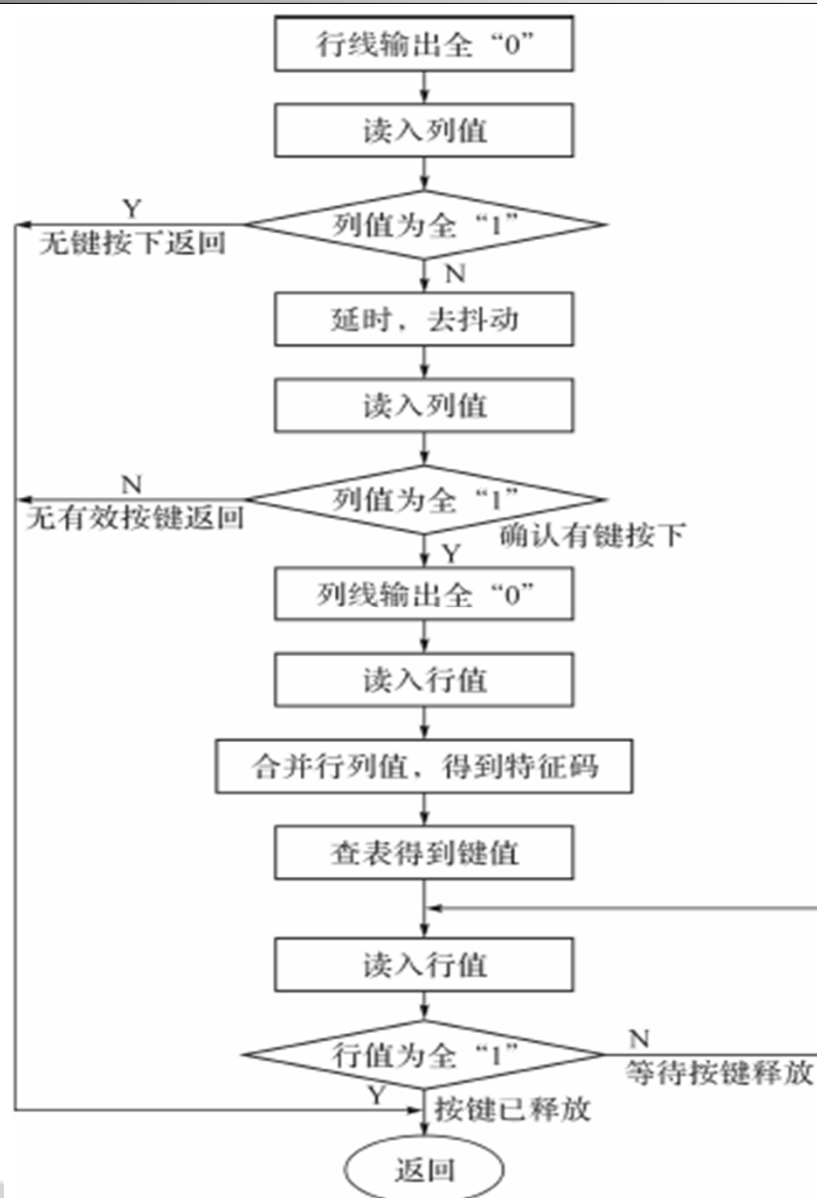 行线输出全“0”
读入列值
Y
列值为全“1”
无键按下返回
N
延时，去抖动
读入列值
N
列值为全“1”
无有效按键返回
确认有键按下
Y
列线输出全“0”
读入行值
合并行列值，得到特征码
查表得到键值
读入行值
N
行值为全“1”
等待按键释放
Y
按键已释放
返回